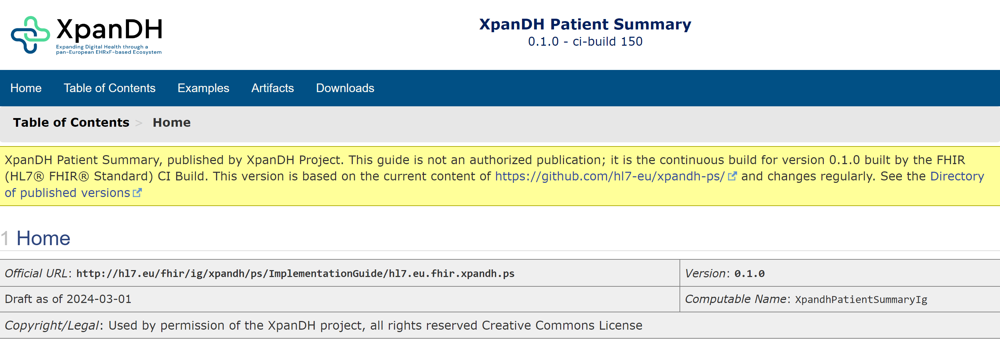 XpanDH
Expanding Digital Health through a
pan-European EHRxF-based Ecosystem
XpanDH Patient Summary
0.1.0 - ci-build 150
Home Table of Contents Examples Artifacts Downloads
Table of Contents > Home
XpanDH Patient Summary, published by XpanDH Project. This guide is not an authorized publication; it is the continuous build for version 0.1.0 built by the FHIR
(HL7® FHIR® Standard) CI Build. This version is based on the current content of https://github.com/hl7-eu/xpandh-ps/ and changes regularly. See the Directory
of published versions
1 Home
Official URL: http://hl7.eu/fhir/ig/xpandh/ps/ImplementationGuide/hl7.eu.fhir.xpandh.ps Version: 0.1.0
Draft as of 2024-03-01 Computable Name: XpandhPatientSummaryIg
Copyright/Legal: Used by permission of the XpanDH project, all rights reserved Creative Commons License